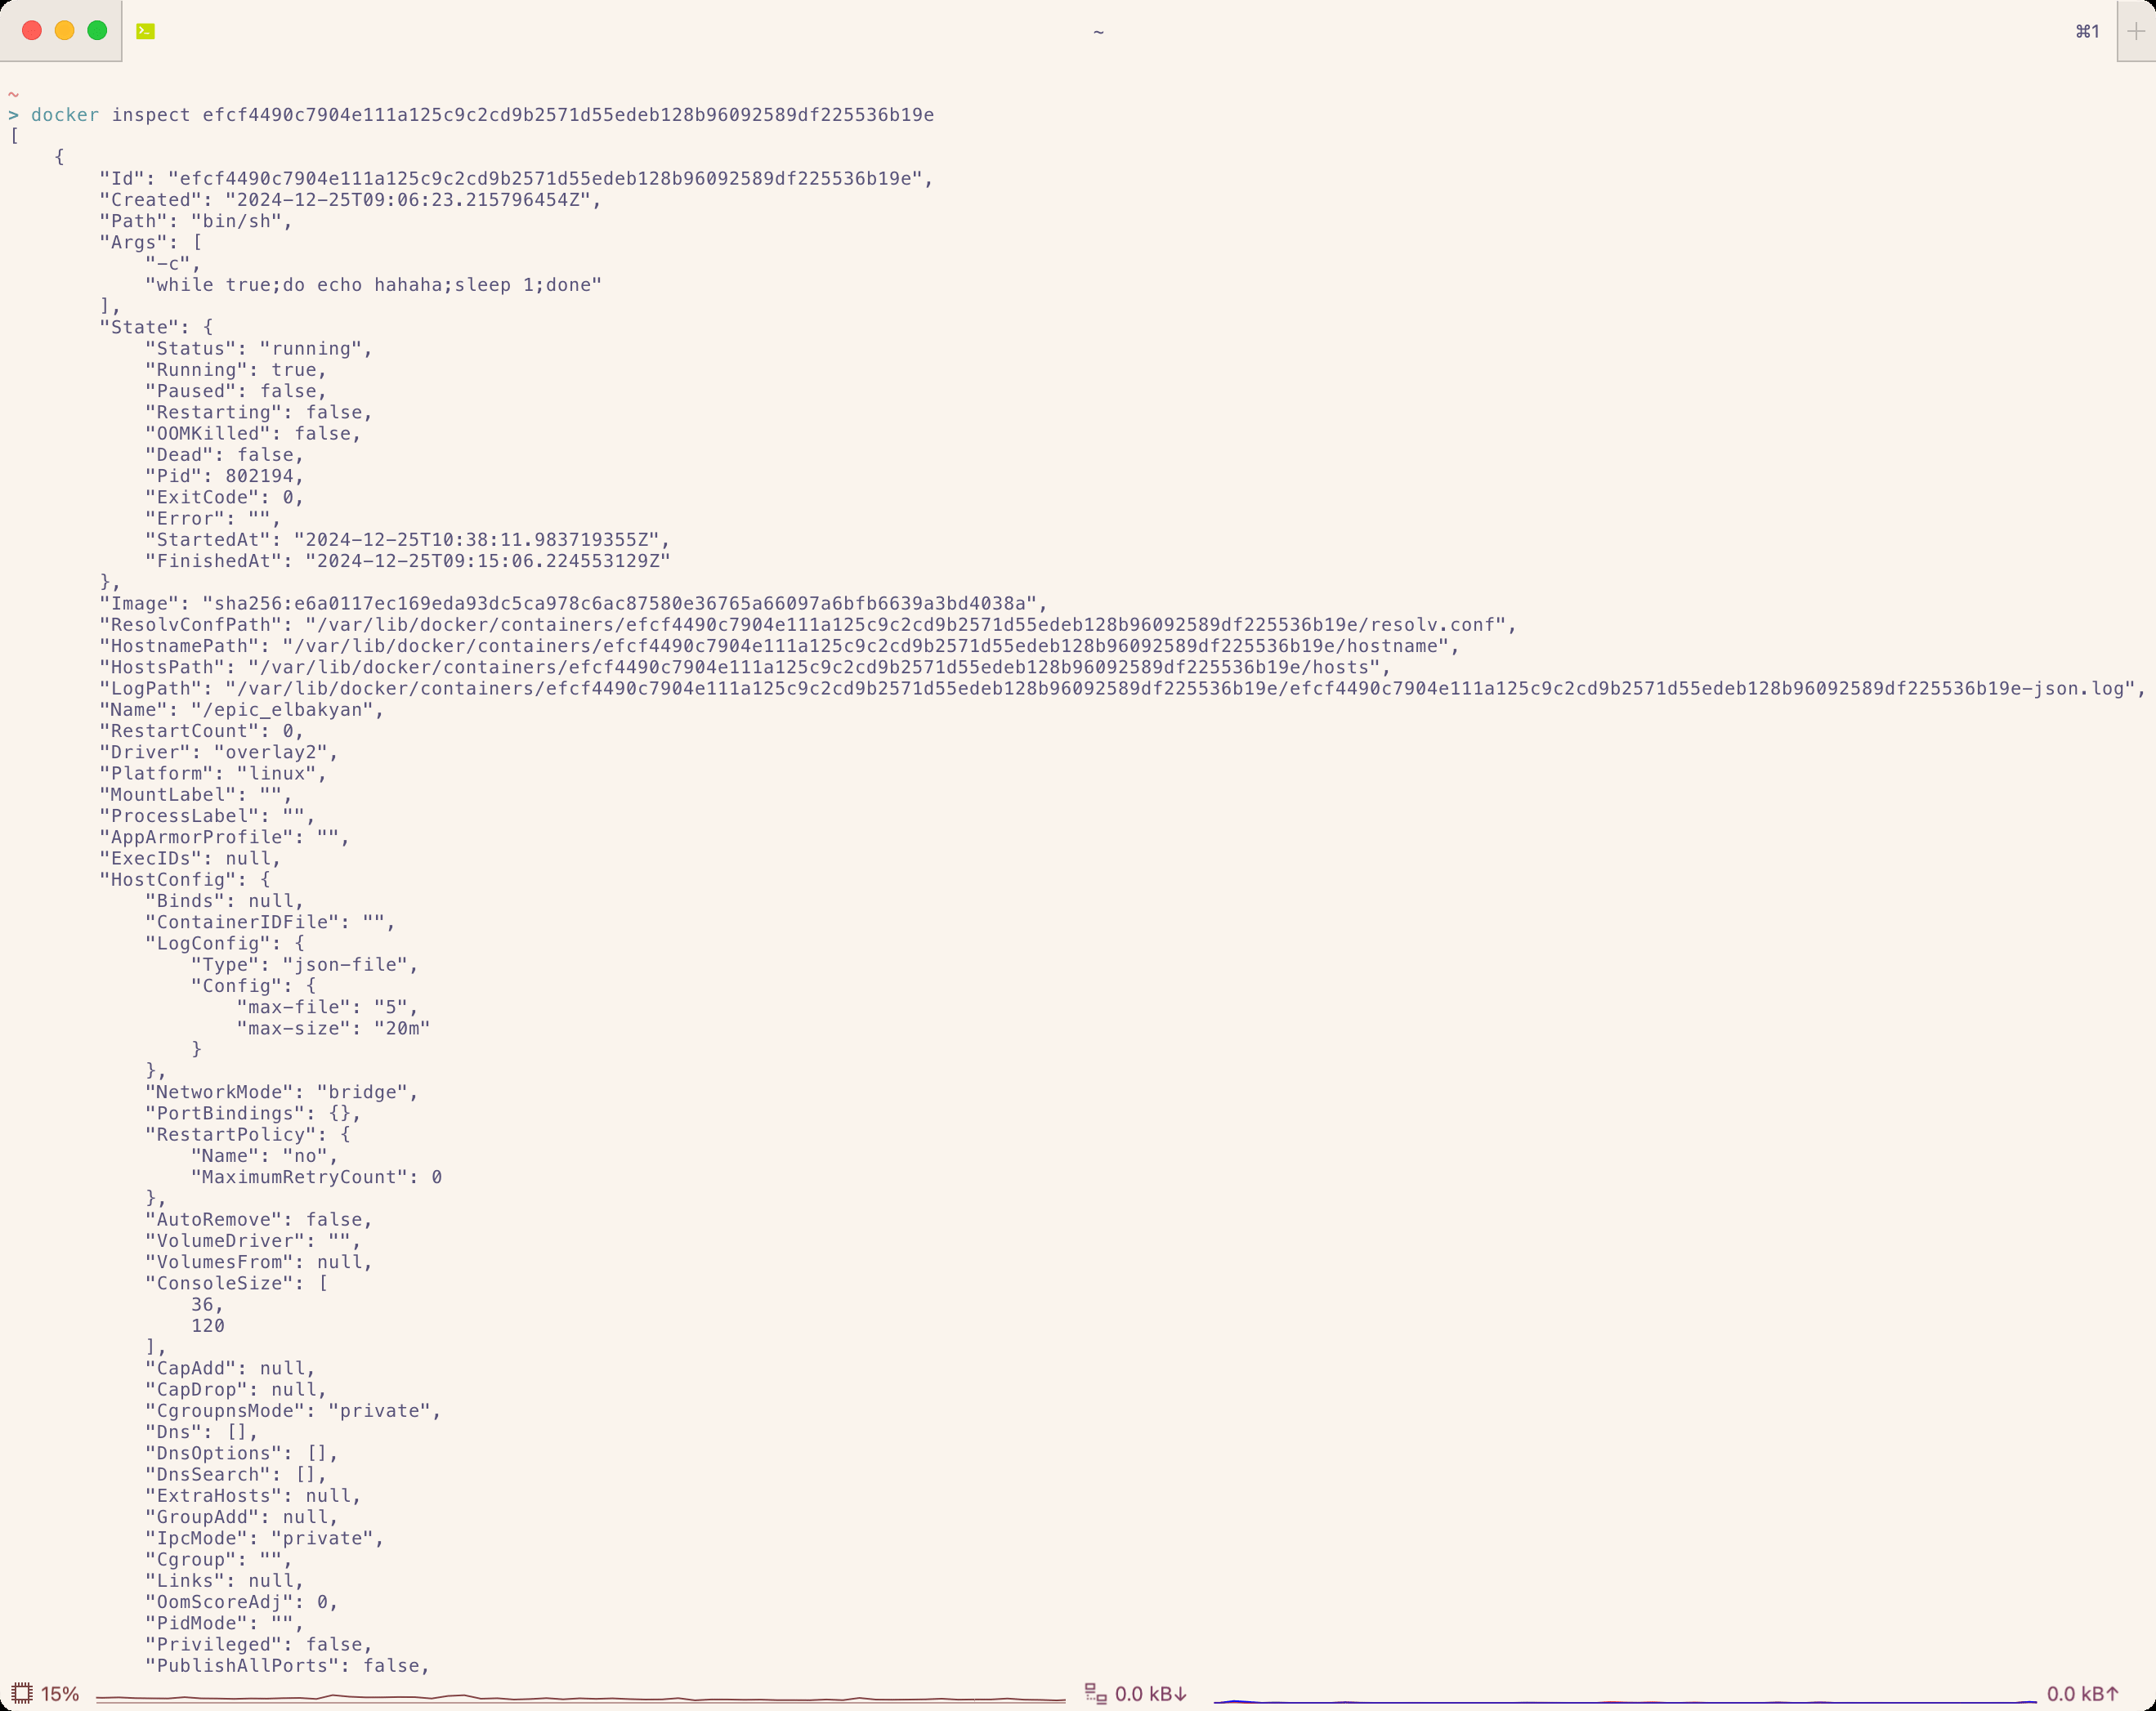 ~
⌘1
~
> docker inspect efcf4490c7904e111a125c9c2cd9b2571d55edeb128b96092589df225536b19e
[
    {
        "Id": "efcf4490c7904e111a125c9c2cd9b2571d55edeb128b96092589df225536b19e",
        "Created": "2024-12-25T09:06:23.215796454Z",
        "Path": "bin/sh",
        "Args": [
            "-c",
            "while true;do echo hahaha;sleep 1;done"
        ],
        "State": {
            "Status": "running",
            "Running": true,
            "Paused": false,
            "Restarting": false,
            "OOMKilled": false,
            "Dead": false,
            "Pid": 802194,
            "ExitCode": 0,
            "Error": "",
            "StartedAt": "2024-12-25T10:38:11.983719355Z",
            "FinishedAt": "2024-12-25T09:15:06.224553129Z"
        },
        "Image": "sha256:e6a0117ec169eda93dc5ca978c6ac87580e36765a66097a6bfb6639a3bd4038a",
        "ResolvConfPath": "/var/lib/docker/containers/efcf4490c7904e111a125c9c2cd9b2571d55edeb128b96092589df225536b19e/resolv.conf",
        "HostnamePath": "/var/lib/docker/containers/efcf4490c7904e111a125c9c2cd9b2571d55edeb128b96092589df225536b19e/hostname",
        "HostsPath": "/var/lib/docker/containers/efcf4490c7904e111a125c9c2cd9b2571d55edeb128b96092589df225536b19e/hosts",
        "LogPath": "/var/lib/docker/containers/efcf4490c7904e111a125c9c2cd9b2571d55edeb128b96092589df225536b19e/efcf4490c7904e111a125c9c2cd9b2571d55edeb128b96092589df225536b19e-json.log",
        "Name": "/epic_elbakyan",
        "RestartCount": 0,
        "Driver": "overlay2",
        "Platform": "linux",
        "MountLabel": "",
        "ProcessLabel": "",
        "AppArmorProfile": "",
        "ExecIDs": null,
        "HostConfig": {
            "Binds": null,
            "ContainerIDFile": "",
            "LogConfig": {
                "Type": "json-file",
                "Config": {
                    "max-file": "5",
                    "max-size": "20m"
                }
            },
            "NetworkMode": "bridge",
            "PortBindings": {},
            "RestartPolicy": {
                "Name": "no",
                "MaximumRetryCount": 0
            },
            "AutoRemove": false,
            "VolumeDriver": "",
            "VolumesFrom": null,
            "ConsoleSize": [
                36,
                120
            ],
            "CapAdd": null,
            "CapDrop": null,
            "CgroupnsMode": "private",
            "Dns": [],
            "DnsOptions": [],
            "DnsSearch": [],
            "ExtraHosts": null,
            "GroupAdd": null,
            "IpcMode": "private",
            "Cgroup": "",
            "Links": null,
            "OomScoreAdj": 0,
            "PidMode": "",
            "Privileged": false,
            "PublishAllPorts": false,
15%
0.0 kB↓
0.0 kB↑